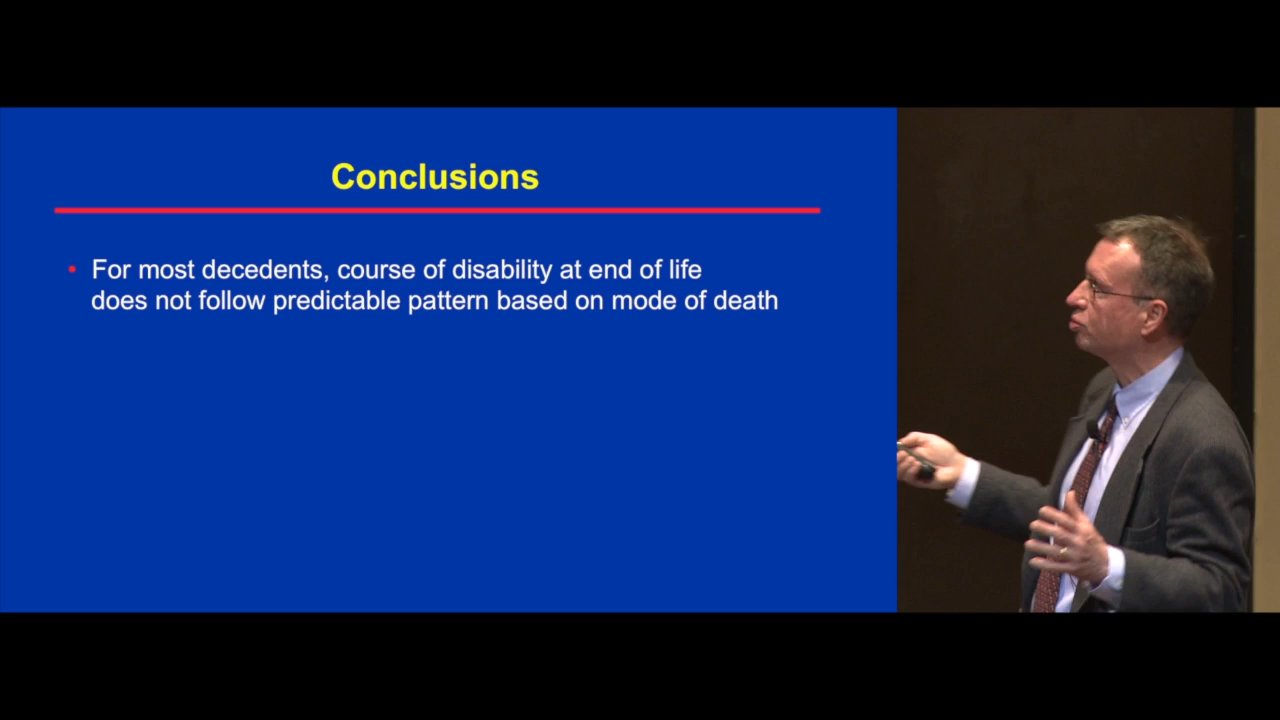 Conclusions
• For most decedents, course of disability at end of life
does not follow predictable pattern based on mode of death